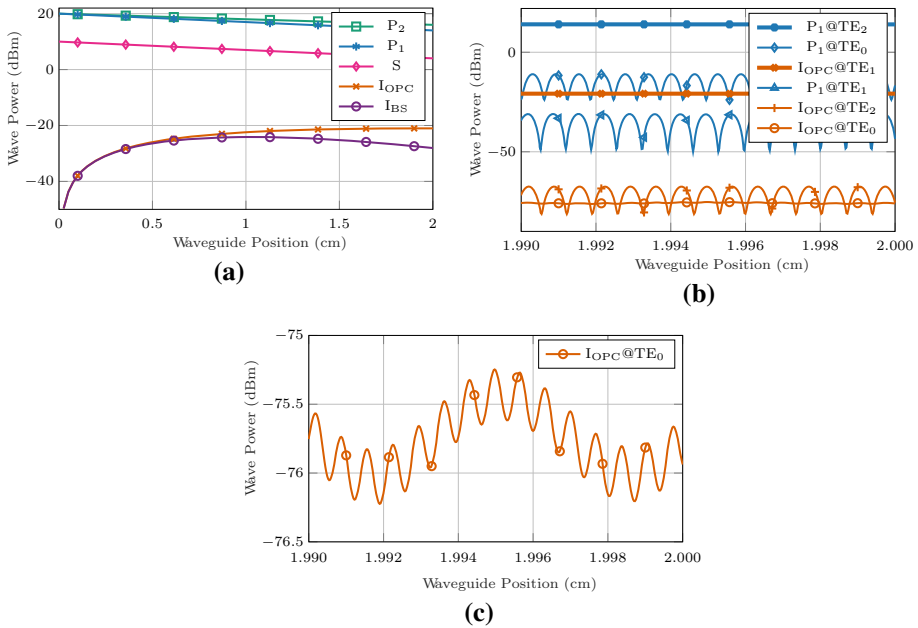 20
0
−20
−40
Wave Power (dBm)
P2
P1
S
IOPC
IBS
0
0.5
1
1.5
2
Waveguide Position (cm)
(a)
0
−50
Wave Power (dBm)
P1@TE2
P1@TE0
IOPC@TE1
P1@TE1
IOPC@TE2
IOPC@TE0
1.990
1.992
1.994
1.996
1.998
2.000
Waveguide Position (cm)
(b)
−75
−75.5
−76
−76.5
Wave Power (dBm)
IOPC@TE0
1.990
1.992
1.994
1.996
1.998
2.000
Waveguide Position (cm)
(c)